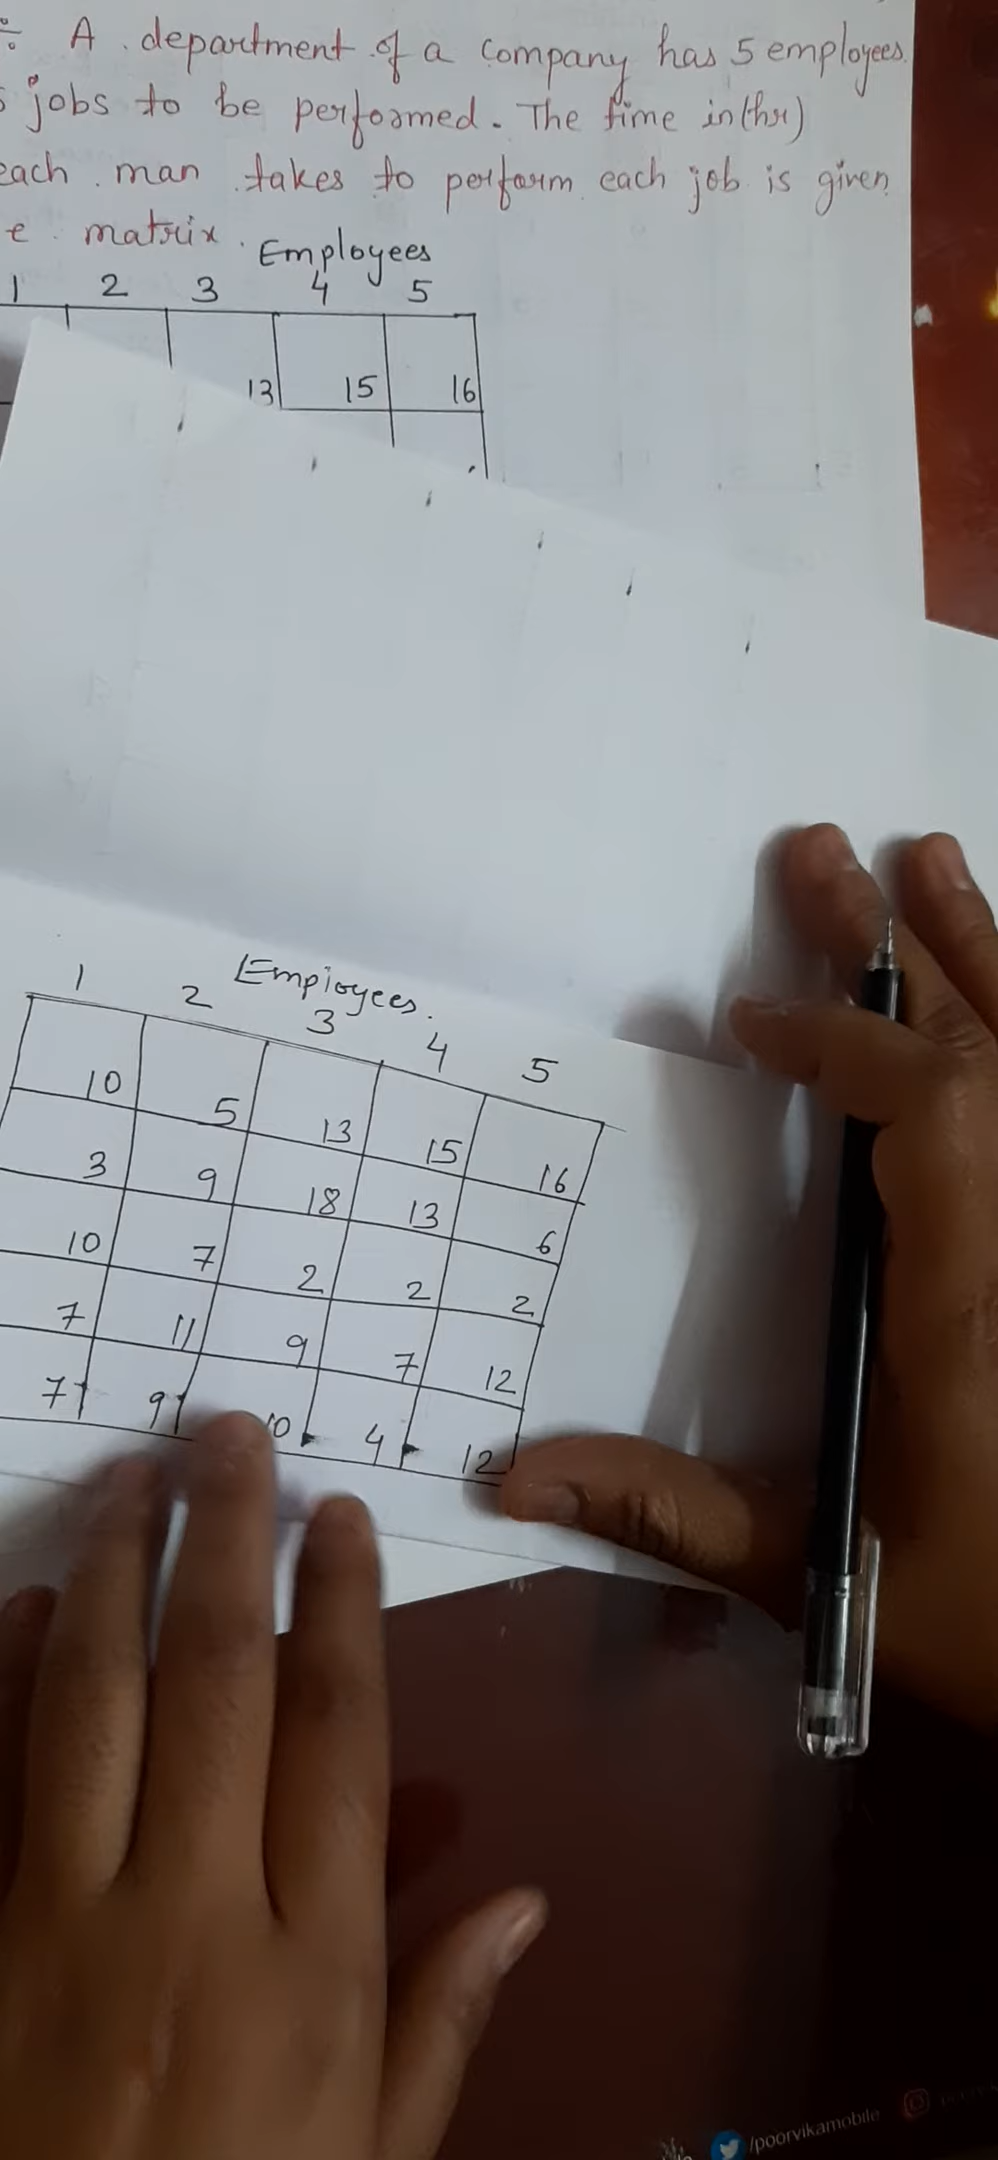 A department of a company has 5 employees.
jobs to be performed. The time in (hr)
each man takes to perform each job is given
matrix.
Employees
1 2 3 4 5
13 15 16
Employees.
1 2 3 4 5
10 5 13 15 16
3 9 18 13 6
10 7 2 2 2
7 11 9 7 12
7 9 10 4 12
/poorvikamobile